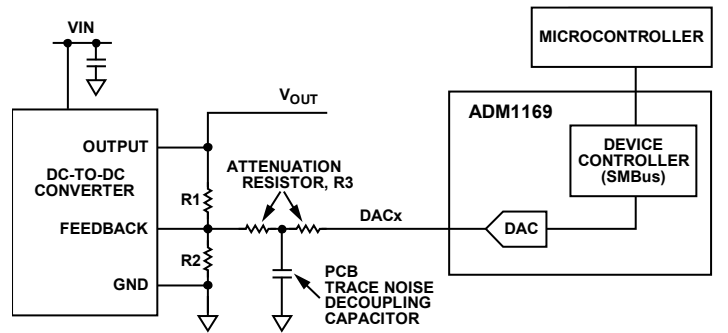 VIN
MICROCONTROLLER
VOUT
ADM1169
OUTPUT
DC-TO-DC
CONVERTER
ATTENUATION
RESISTOR, R3
DEVICE
CONTROLLER
(SMBus)
R1
DACx
FEEDBACK
DAC
R2
GND
PCB
TRACE NOISE
DECOUPLING
CAPACITOR